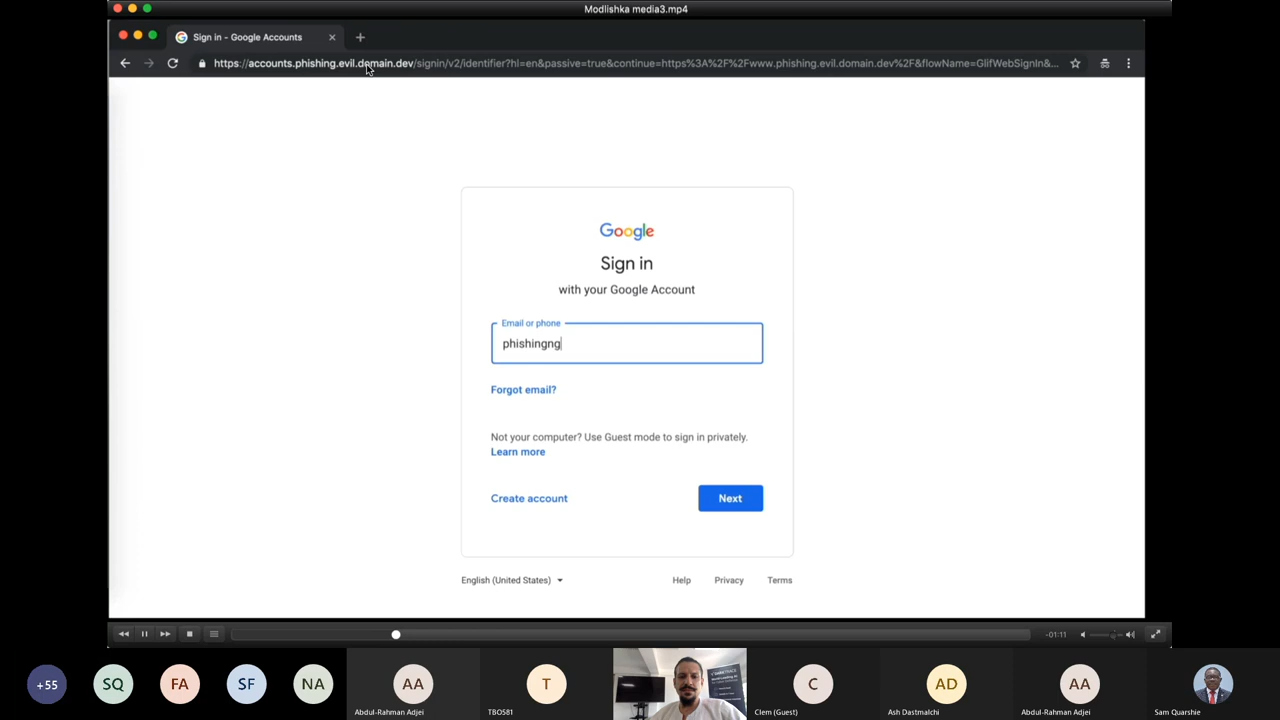 Modlishka media3.mp4
Sign in - Google Accounts
https://accounts.phishing.evil.domain.dev/signin/v2/identifier?hl=en&passive=true&continue=https%3A%2F%2Fwww.phishing.evil.domain.dev%2F&flowName=GlifWebSignIn&...
Google
Sign in
with your Google Account
Email or phone
phishingng
Forgot email?
Not your computer? Use Guest mode to sign in privately.
Learn more
Create account
Next
English (United States)
Help
Privacy
Terms
-01:11
+55
SQ
FA
SF
NA
AA
Abdul-Rahman Adjei
T
TBOS81
C
Clem (Guest)
AD
Ash Dastmalchi
AA
Abdul-Rahman Adjei
Sam Quarshie